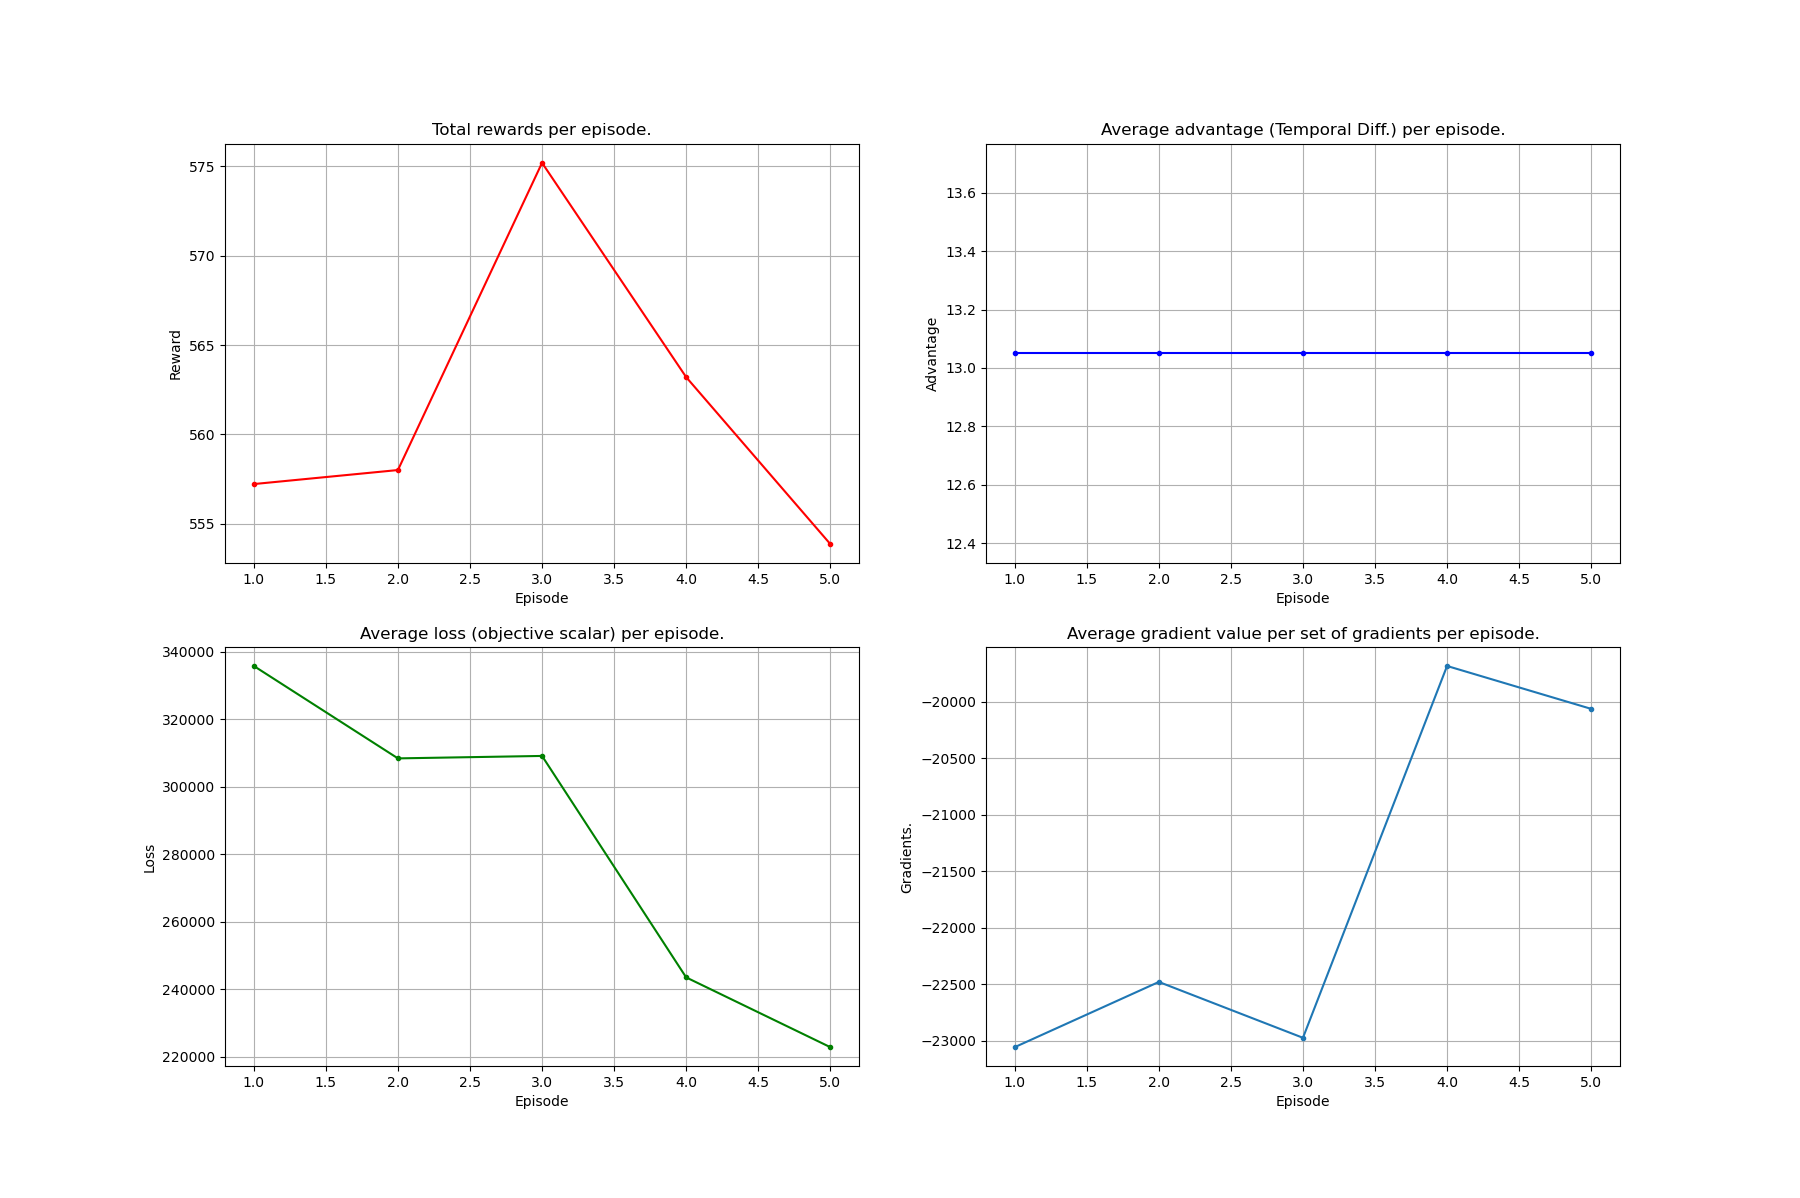 Total rewards per episode.
575
570
565
560
555
Reward
1.0 1.5 2.0 2.5 3.0 3.5 4.0 4.5 5.0
Episode
Average advantage (Temporal Diff.) per episode.
13.6
13.4
13.2
13.0
12.8
12.6
12.4
Advantage
1.0 1.5 2.0 2.5 3.0 3.5 4.0 4.5 5.0
Episode
Average loss (objective scalar) per episode.
340000
320000
300000
280000
260000
240000
220000
Loss
1.0 1.5 2.0 2.5 3.0 3.5 4.0 4.5 5.0
Episode
Average gradient value per set of gradients per episode.
−20000
−20500
−21000
−21500
−22000
−22500
−23000
Gradients.
1.0 1.5 2.0 2.5 3.0 3.5 4.0 4.5 5.0
Episode